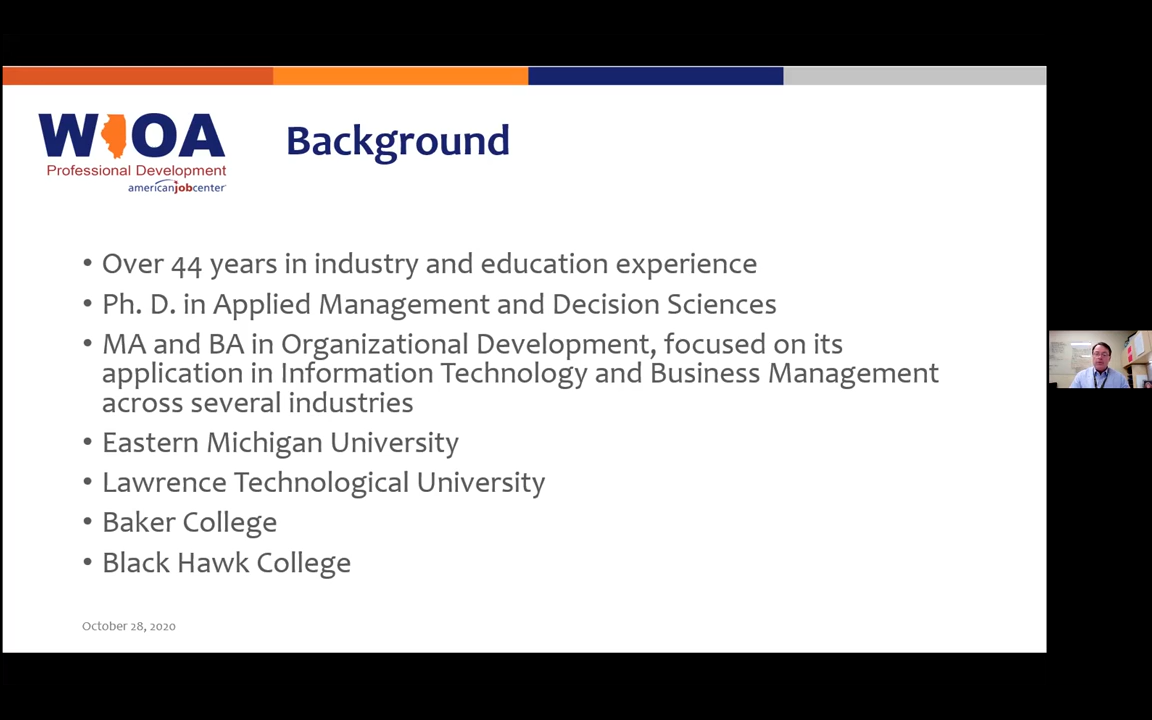 WIOA
Professional Development
americanjobcenter
Background
• Over 44 years in industry and education experience
• Ph. D. in Applied Management and Decision Sciences
• MA and BA in Organizational Development, focused on its
application in Information Technology and Business Management
across several industries
• Eastern Michigan University
• Lawrence Technological University
• Baker College
• Black Hawk College
October 28, 2020